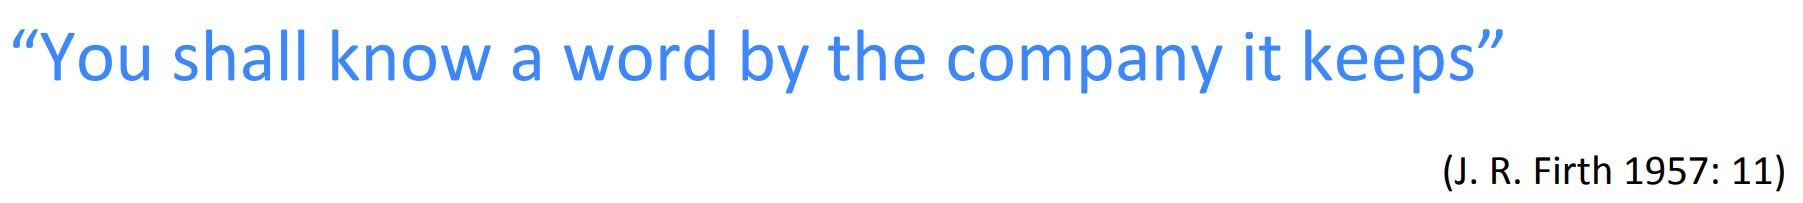 “You shall know a word by the company it keeps”
(J. R. Firth 1957: 11)